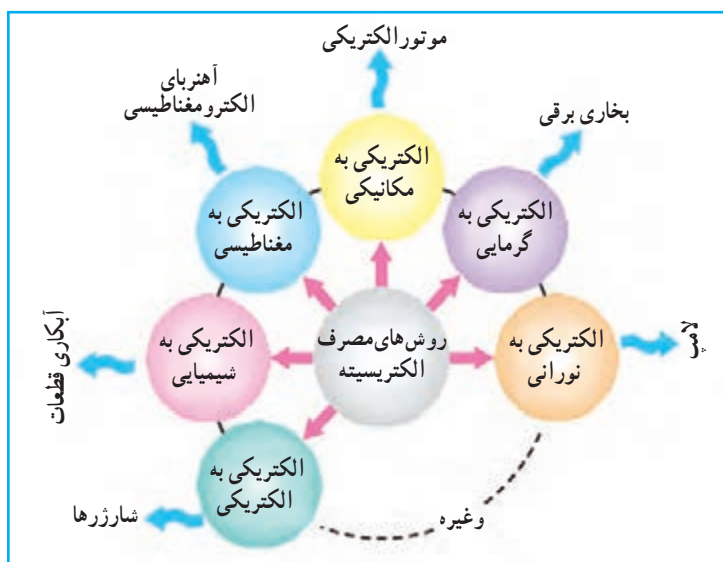 موتور الکتریکی
آهنربای
الکترومغناطیسی
بخاری برقی
الکتریکی به
مکانیکی
الکتریکی به
مغناطیسی
الکتریکی به
گرمایی
آبکاری قطعات
الکتریکی به
شیمیایی
روش‌های مصرف
الکتریسیته
الکتریکی به
نورانی
لامپ
الکتریکی به
الکتریکی
شارژرها
وغیره